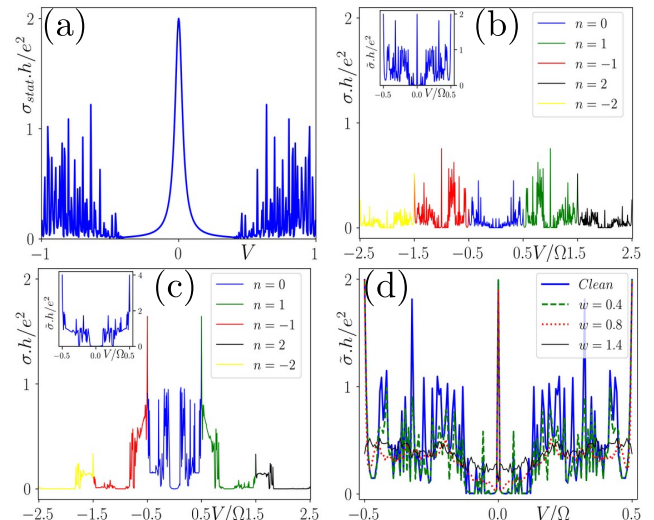 (a)
σ_stat.h/e²
2
1
0
−1
0
V
1
(b)
σ.h/e²
2
1
0
−2.5
−1.5
−0.5
0.5
V/Ω
1.5
2.5
n = 0
n = 1
n = −1
n = 2
n = −2
σ̃.h/e²
2
1
0
−0.5
0.0
V/Ω
0.5
(c)
σ.h/e²
2
1
0
−2.5
−1.5
−0.5
0.5
V/Ω
1.5
2.5
n = 0
n = 1
n = −1
n = 2
n = −2
σ̃.h/e²
4
2
0
−0.5
0.0
V/Ω
0.5
(d)
σ̃.h/e²
2
1
0
−0.5
0.0
V/Ω
0.5
Clean
w = 0.4
w = 0.8
w = 1.4